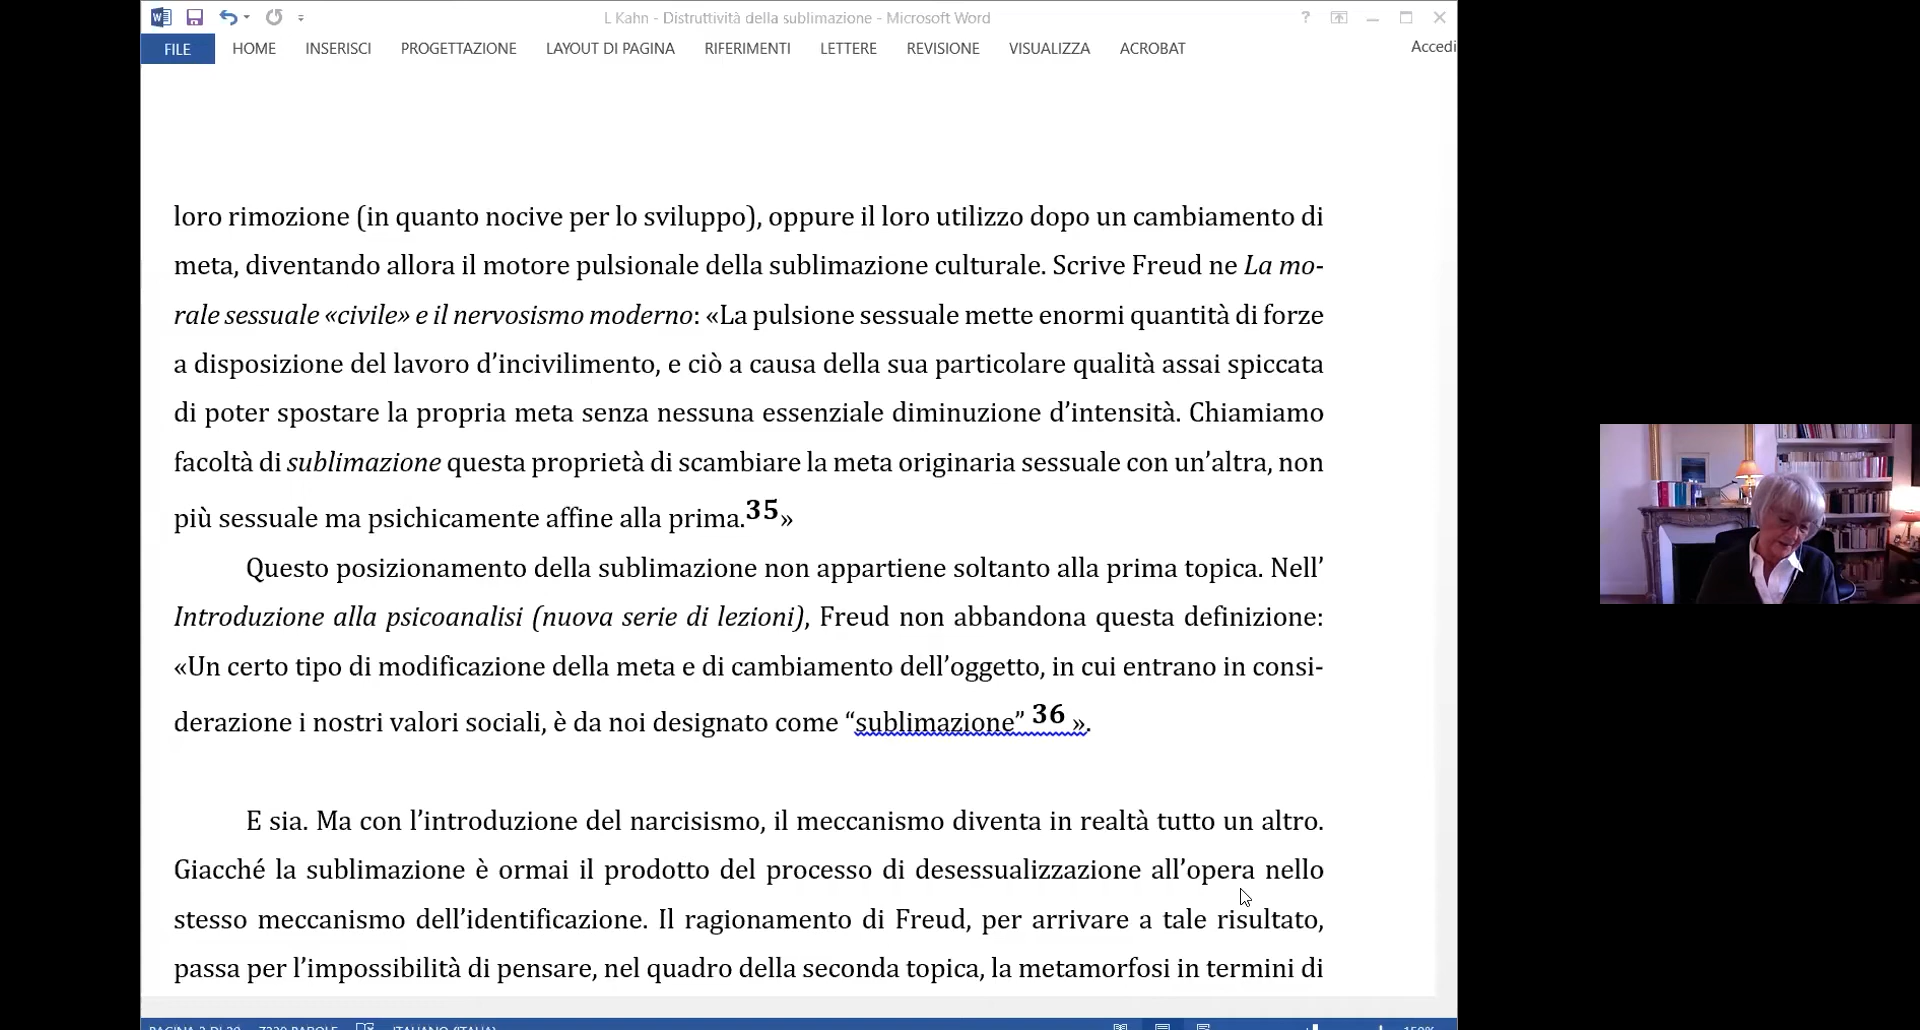 L Kahn - Distruttività della sublimazione - Microsoft Word
?
FILE HOME INSERISCI PROGETTAZIONE LAYOUT DI PAGINA RIFERIMENTI LETTERE REVISIONE VISUALIZZA ACROBAT Accedi
loro rimozione (in quanto nocive per lo sviluppo), oppure il loro utilizzo dopo un cambiamento di
meta, diventando allora il motore pulsionale della sublimazione culturale. Scrive Freud ne La mo-
rale sessuale «civile» e il nervosismo moderno: «La pulsione sessuale mette enormi quantità di forze
a disposizione del lavoro d’incivilimento, e ciò a causa della sua particolare qualità assai spiccata
di poter spostare la propria meta senza nessuna essenziale diminuzione d’intensità. Chiamiamo
facoltà di sublimazione questa proprietà di scambiare la meta originaria sessuale con un’altra, non
più sessuale ma psichicamente affine alla prima.35»
Questo posizionamento della sublimazione non appartiene soltanto alla prima topica. Nell’
Introduzione alla psicoanalisi (nuova serie di lezioni), Freud non abbandona questa definizione:
«Un certo tipo di modificazione della meta e di cambiamento dell’oggetto, in cui entrano in consi-
derazione i nostri valori sociali, è da noi designato come “sublimazione” 36 ».
E sia. Ma con l’introduzione del narcisismo, il meccanismo diventa in realtà tutto un altro.
Giacché la sublimazione è ormai il prodotto del processo di desessualizzazione all’opera nello
stesso meccanismo dell’identificazione. Il ragionamento di Freud, per arrivare a tale risultato,
passa per l’impossibilità di pensare, nel quadro della seconda topica, la metamorfosi in termini di